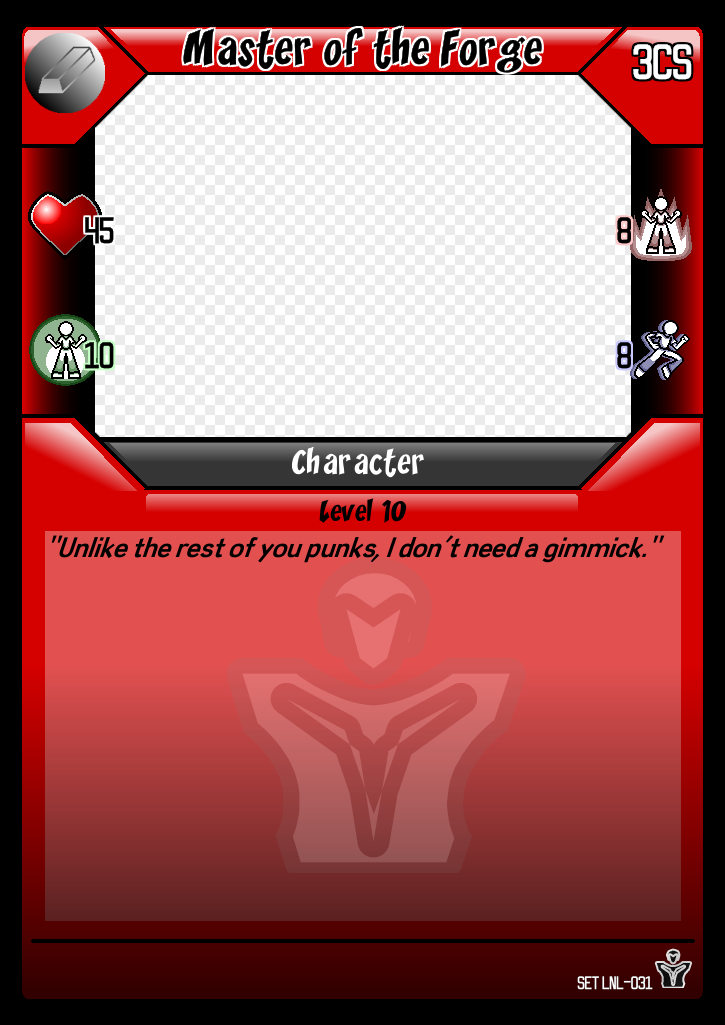 Master of the Forge
3CS
45
8
10
8
Character
Level 10
"Unlike the rest of you punks, I don't need a gimmick."
SET LNL-031